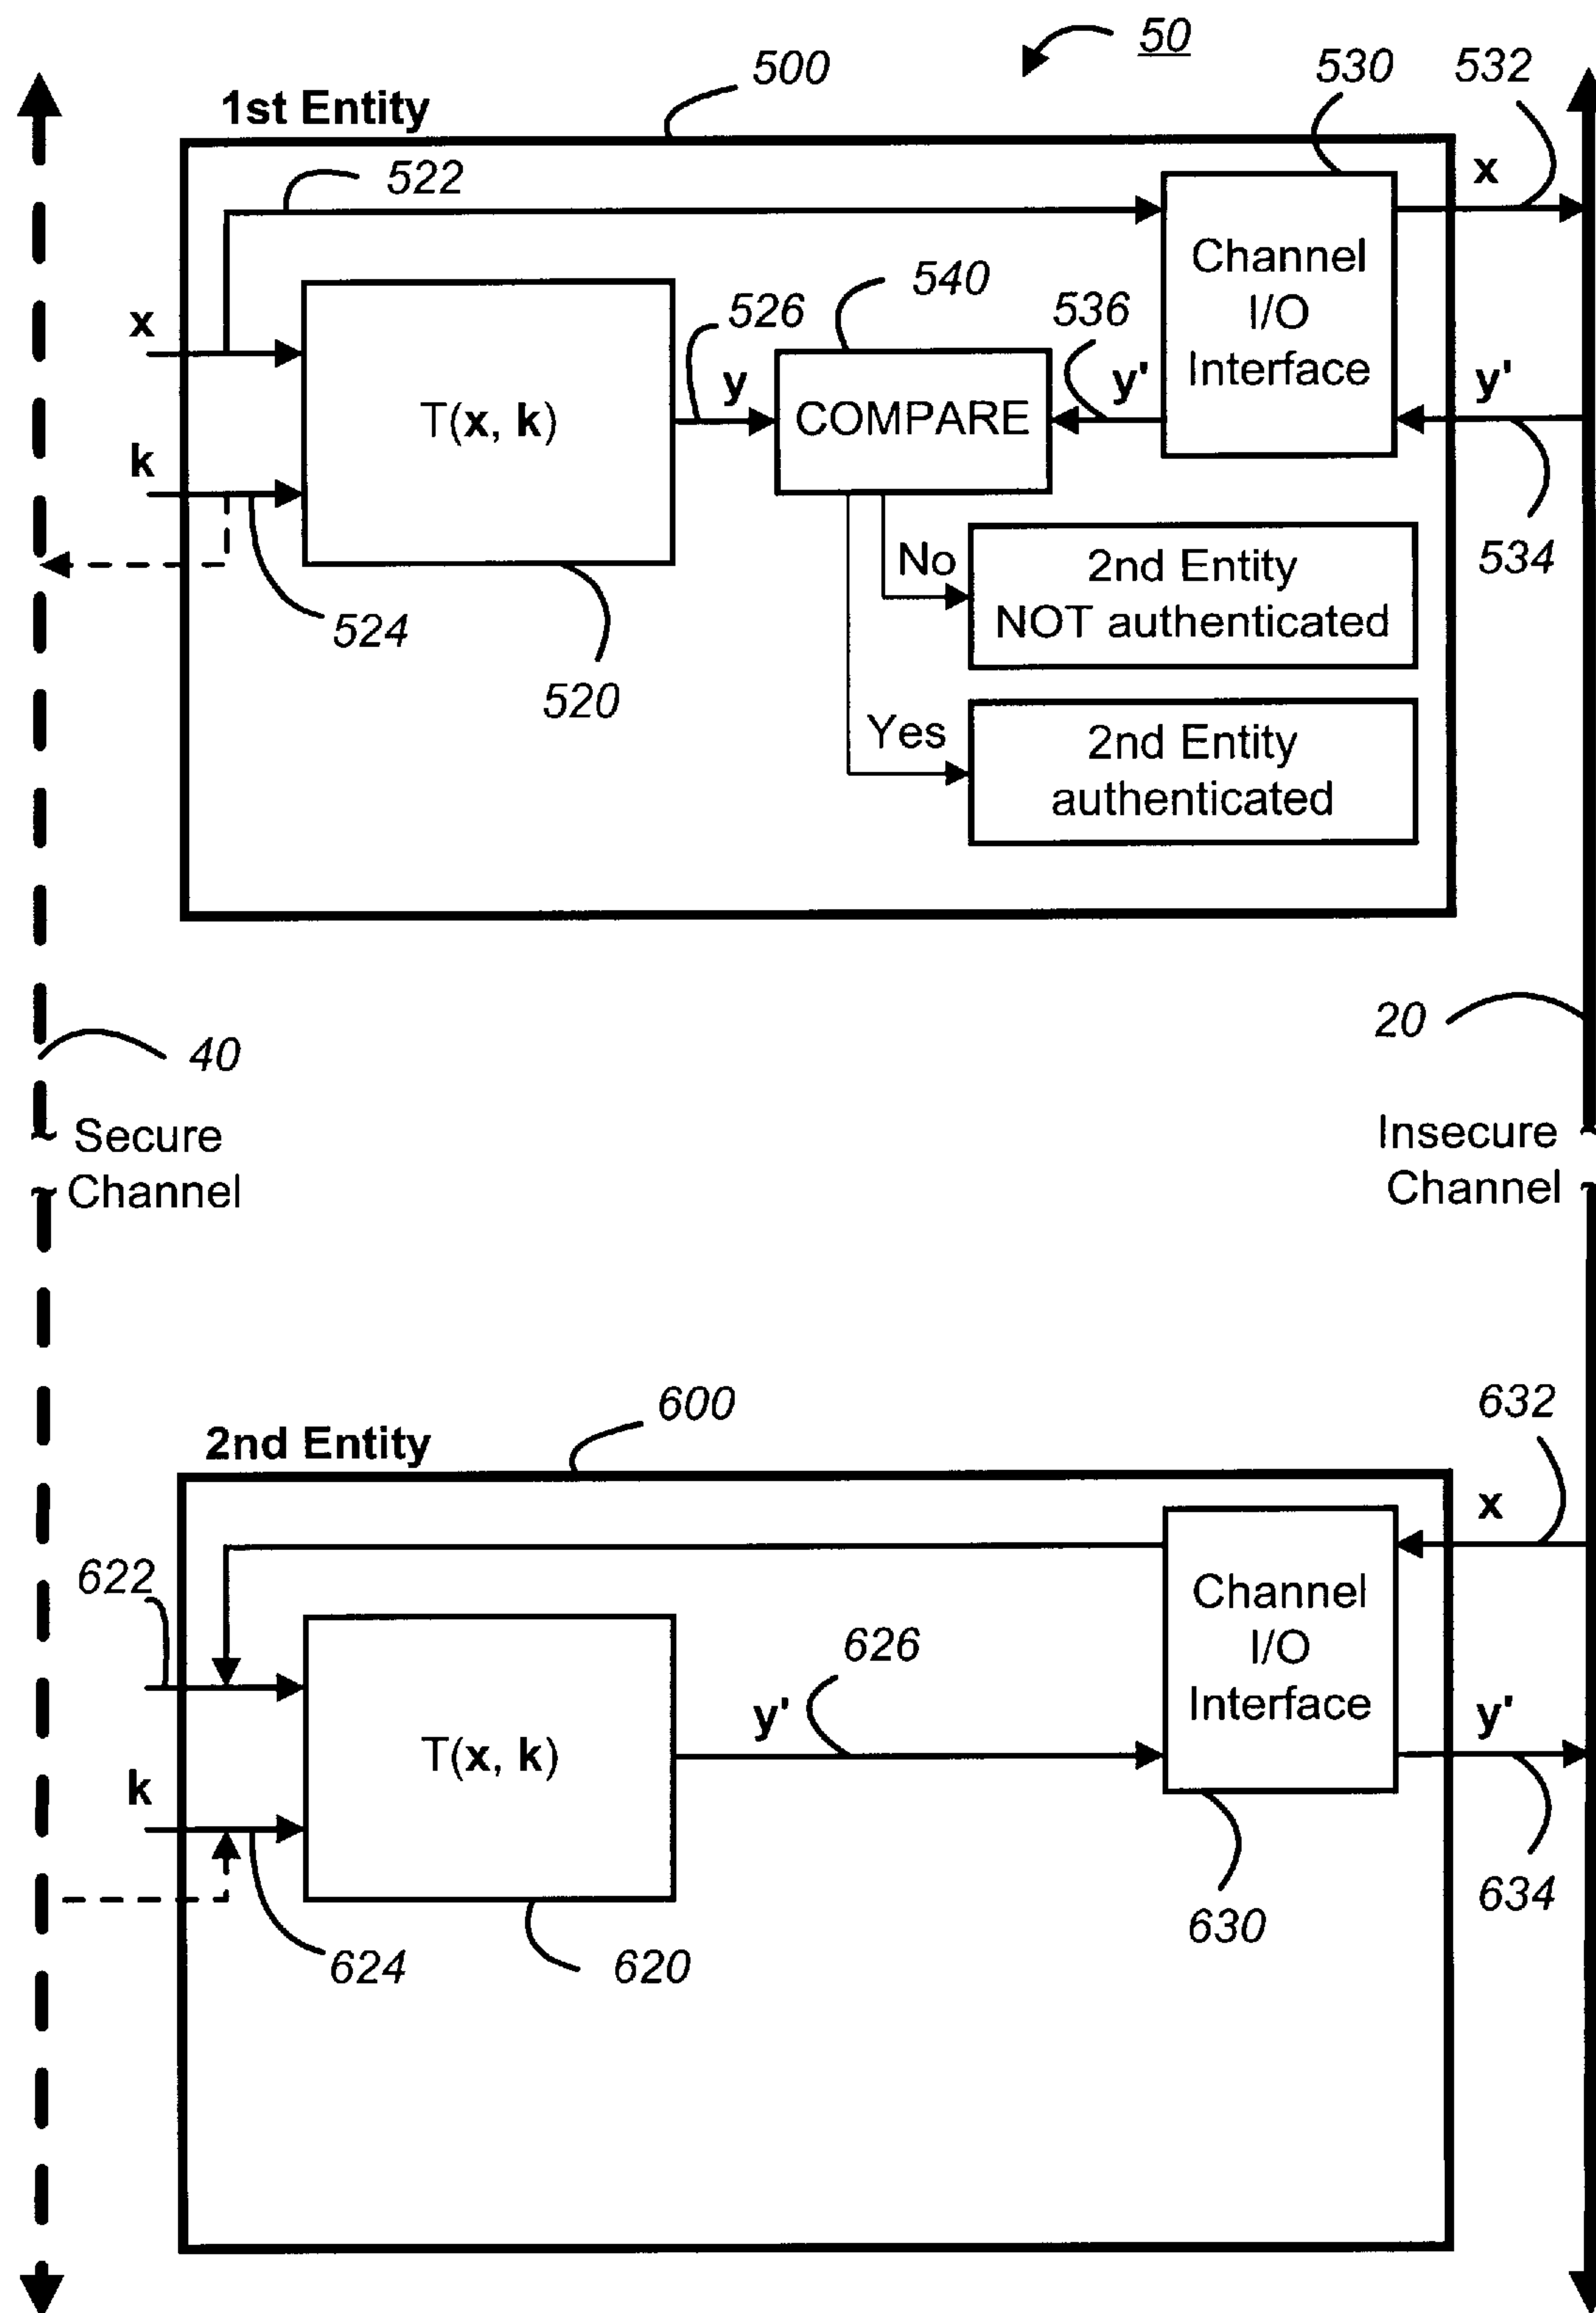 50
500
530
532
1st Entity
522
x
Channel
I/O
Interface
540
x
526
536
y
y'
y'
T(x, k)
COMPARE
k
No
2nd Entity
NOT authenticated
534
524
520
Yes
2nd Entity
authenticated
40
20
Secure
Channel
Insecure
Channel
600
632
2nd Entity
x
622
Channel
I/O
Interface
626
y'
y'
T(x, k)
k
634
630
624
620